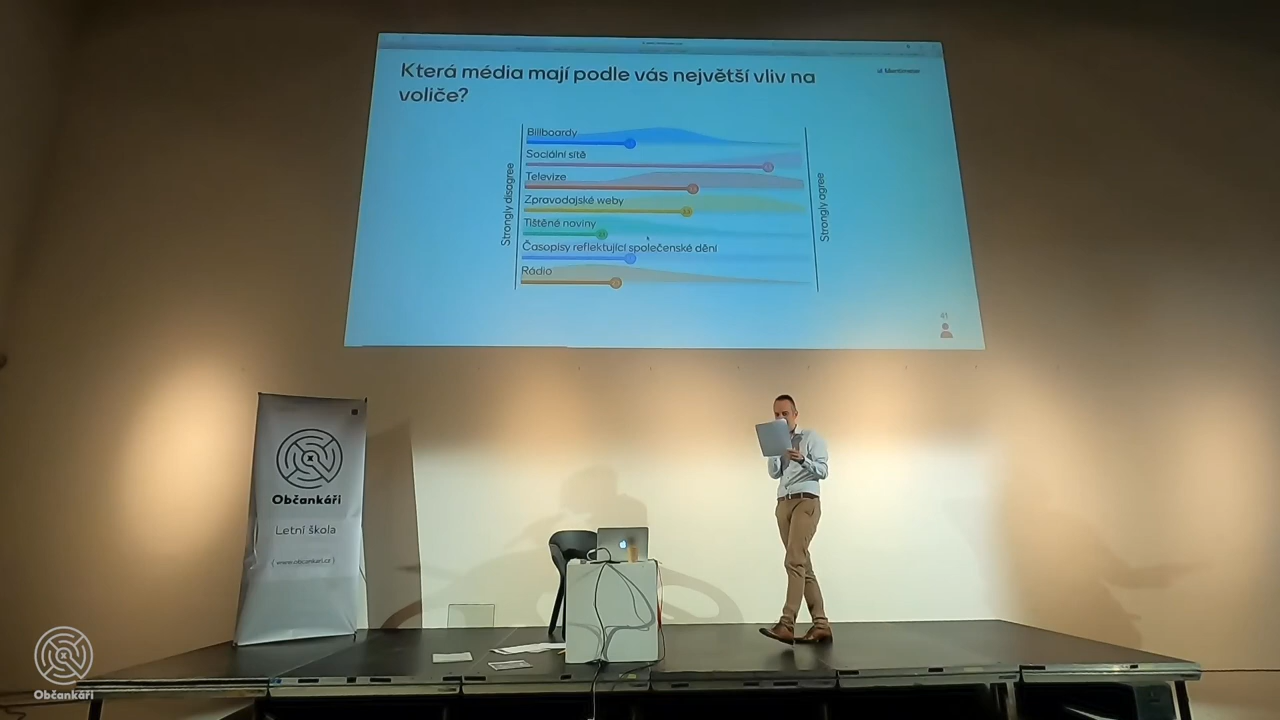 Která média mají podle vás největší vliv na
voliče?
Mentimeter
Billboardy
Sociální sítě
Televize
Zpravodajské weby
Tištěné noviny
Časopisy reflektující společenské dění
Rádio
Strongly disagree
Strongly agree
41
Občankáři
Letní škola
( www.obcankari.cz )
Občankáři